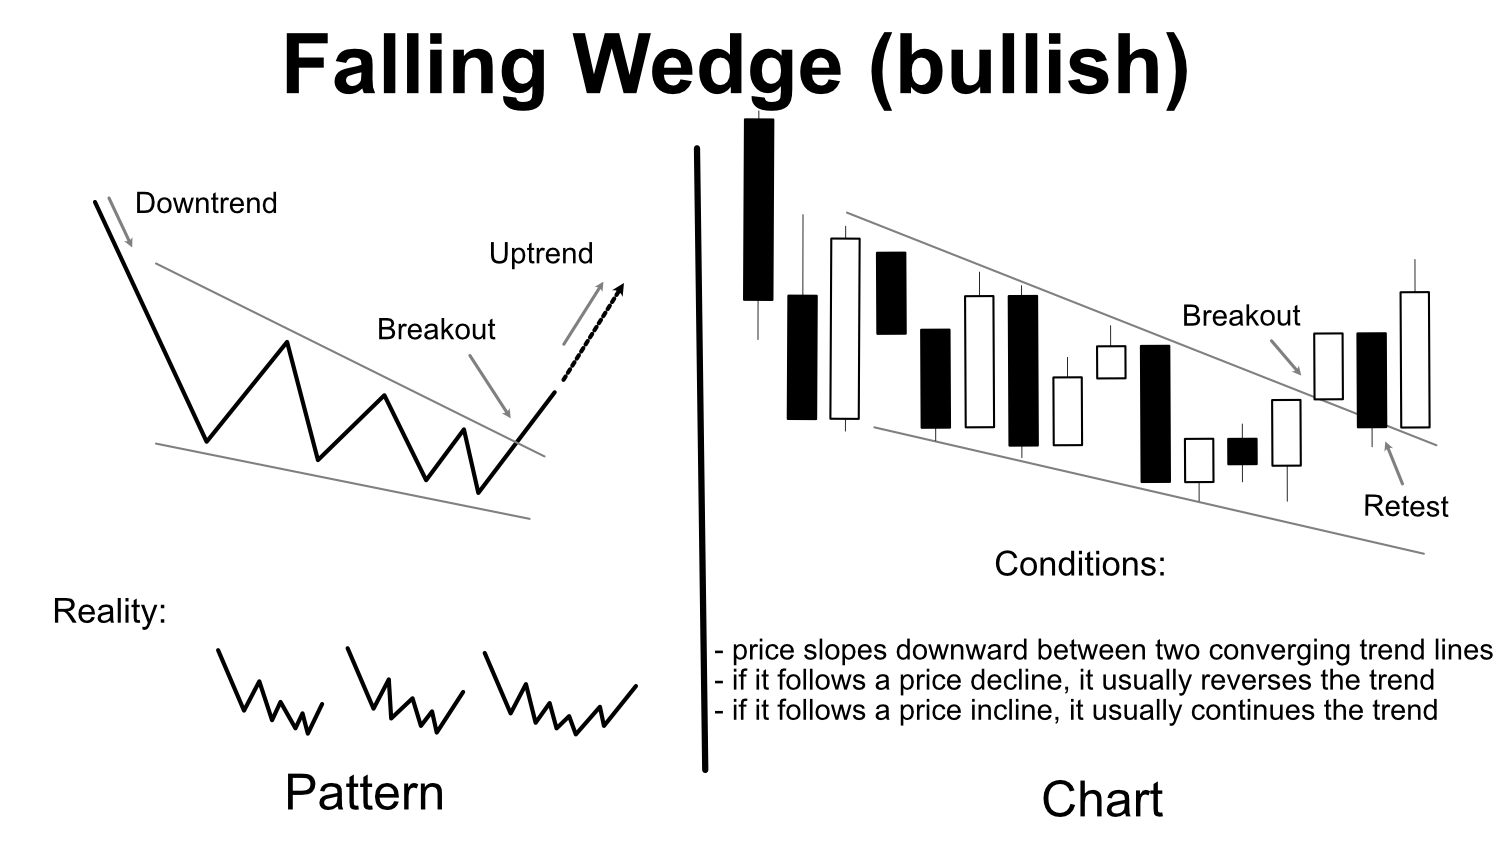 Falling Wedge (bullish)
Downtrend
Uptrend
Breakout
Reality:
Pattern
Breakout
Retest
Conditions:
- price slopes downward between two converging trend lines
- if it follows a price decline, it usually reverses the trend
- if it follows a price incline, it usually continues the trend
Chart